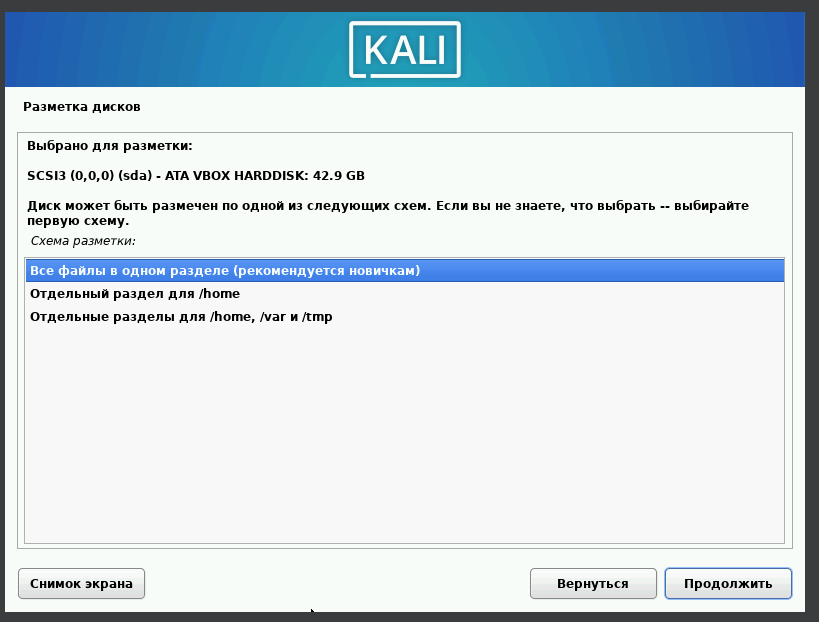 KALI
Разметка дисков
Выбрано для разметки:
SCSI3 (0,0,0) (sda) - ATA VBOX HARDDISK: 42.9 GB
Диск может быть размечен по одной из следующих схем. Если вы не знаете, что выбрать -- выбирайте
первую схему.
Схема разметки:
Все файлы в одном разделе (рекомендуется новичкам)
Отдельный раздел для /home
Отдельные разделы для /home, /var и /tmp
Снимок экрана
Вернуться
Продолжить